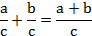 a/c + b/c = (a + b)/c